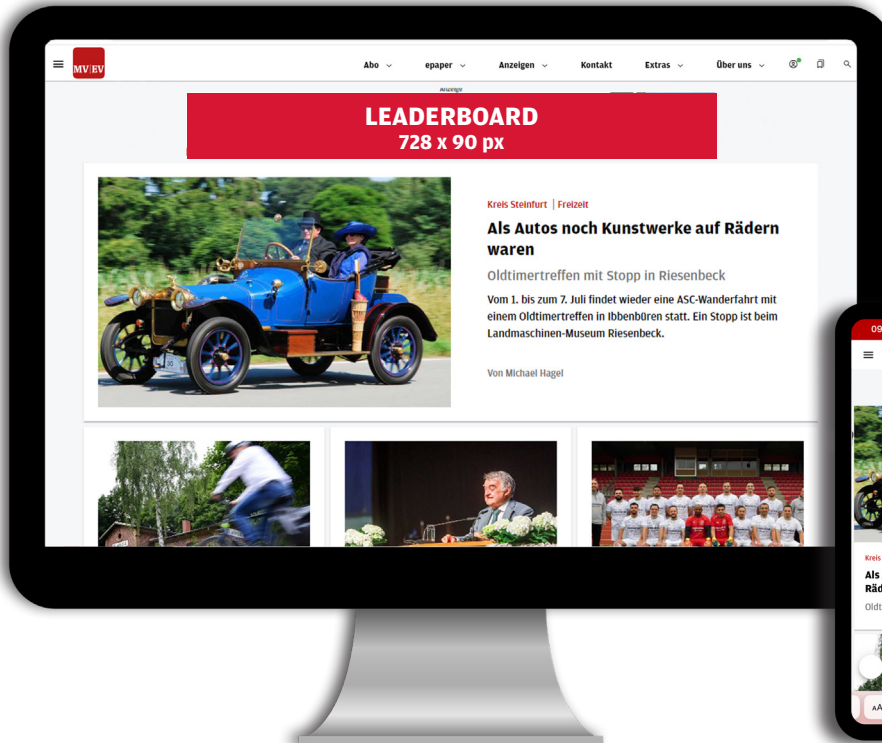 MV EV
Abo
epaper
Anzeigen
Kontakt
Extras
Über uns
Anzeige
LEADERBOARD
728 x 90 px
Kreis Steinfurt | Freizeit
Als Autos noch Kunstwerke auf Rädern
waren
Oldtimertreffen mit Stopp in Riesenbeck
Vom 1. bis zum 7. Juli findet wieder eine ASC-Wanderfahrt mit
einem Oldtimertreffen in Ibbenbüren statt. Ein Stopp ist beim
Landmaschinen-Museum Riesenbeck.
Von Michael Hagel
09
Kreis
Als
Räd
Oldt
AA